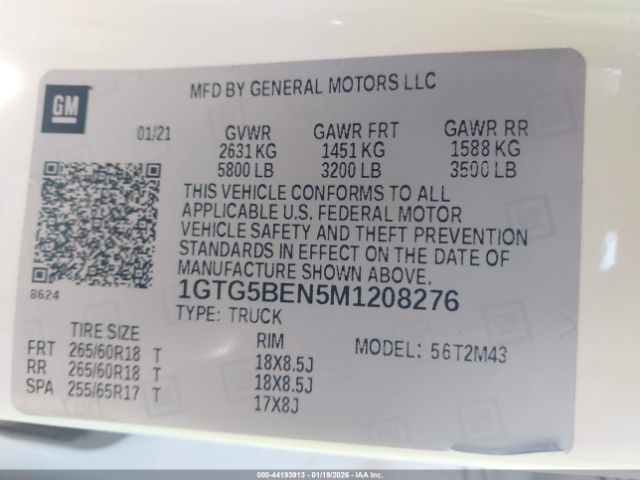 GM
MFD BY GENERAL MOTORS LLC
01/21 GVWR GAWR FRT GAWR RR
2631 KG 1451 KG 1588 KG
5800 LB 3200 LB 3500 LB
THIS VEHICLE CONFORMS TO ALL
APPLICABLE U.S. FEDERAL MOTOR
VEHICLE SAFETY AND THEFT PREVENTION
STANDARDS IN EFFECT ON THE DATE OF
MANUFACTURE SHOWN ABOVE.
8624 1GTG5BEN5M1208276
TYPE: TRUCK
TIRE SIZE RIM MODEL: 56T2M43
FRT 265/60R18 T 18X8.5J
RR 265/60R18 T 18X8.5J
SPA 255/65R17 T 17X8J
000-44193913 - 01/19/2026 - IAA Inc.